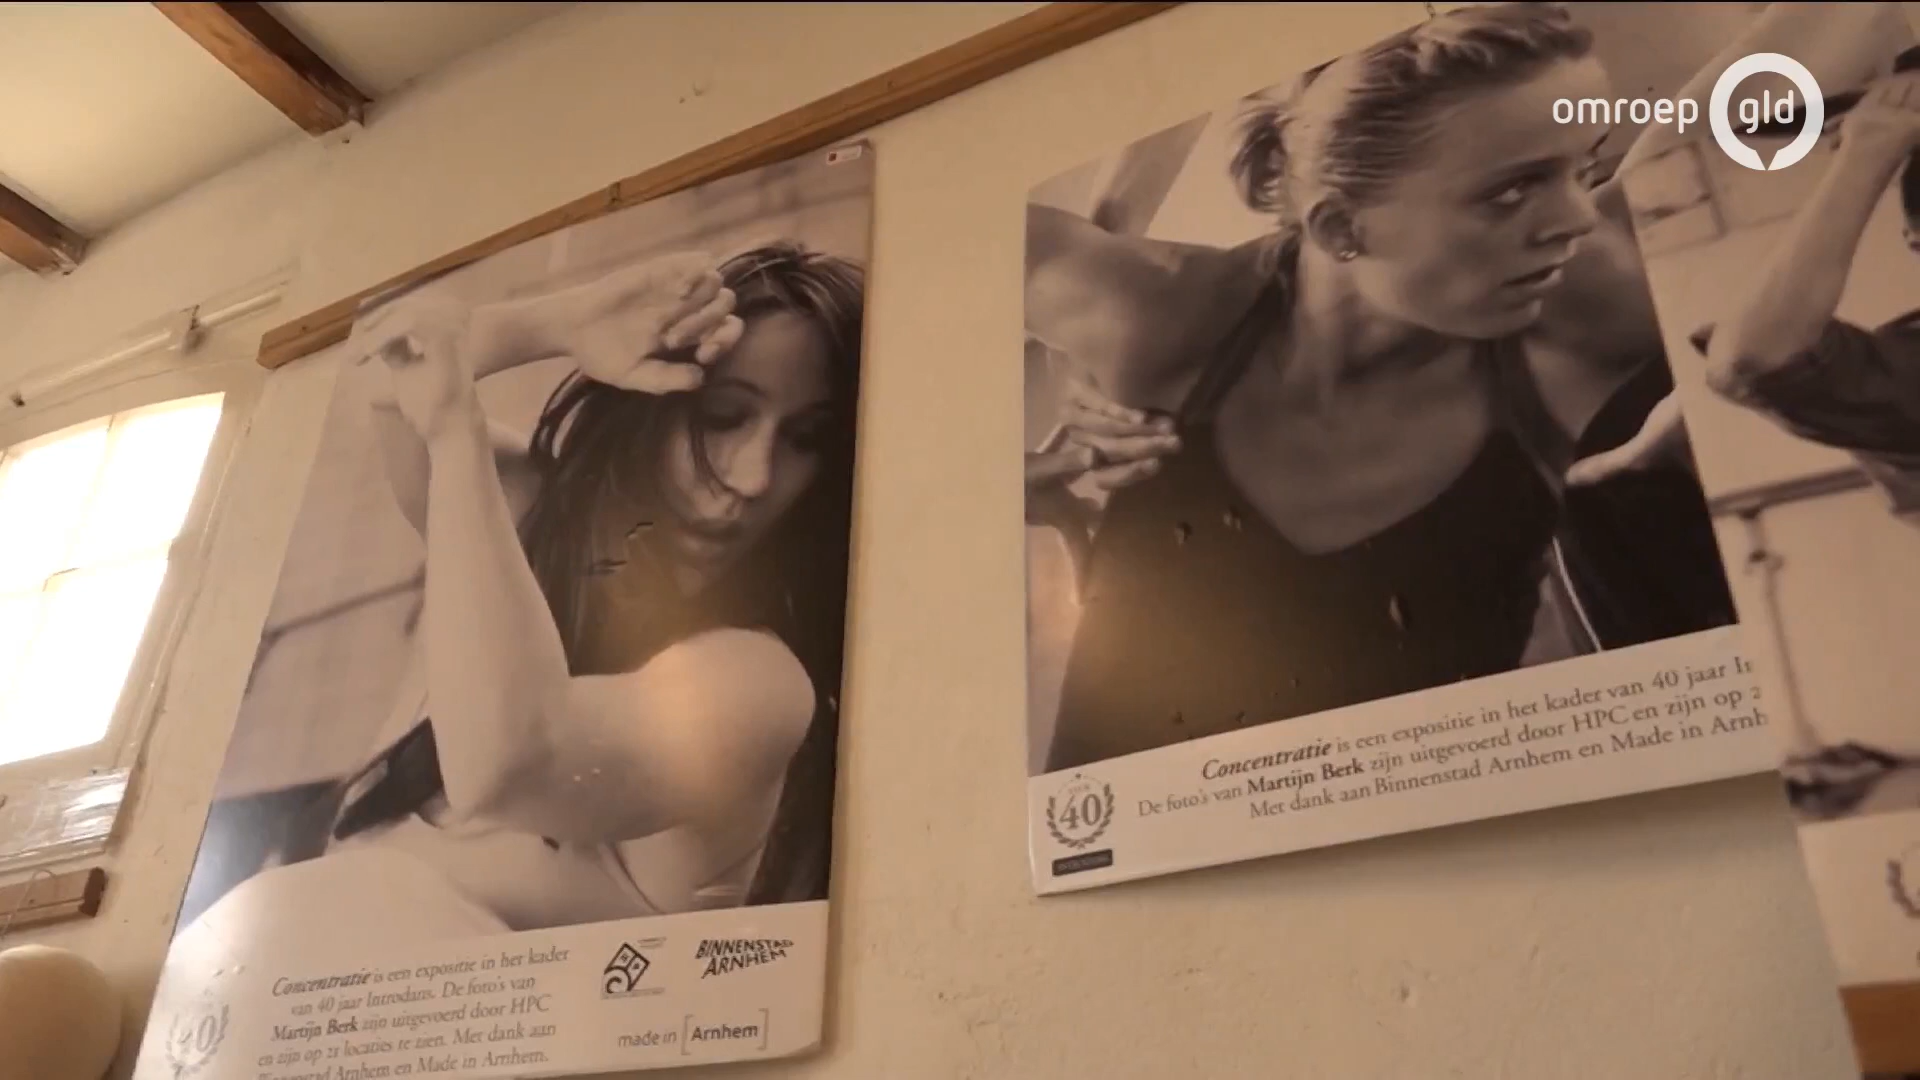 omroep gld
Concentratie is een expositie in het kader
van 40 jaar Introdans. De foto's van
Martijn Berk zijn uitgevoerd door HPC
en zijn op 21 locaties te zien. Met dank aan
Arnhem en Made in Arnhem.
40
BINNENSTAD
ARNHEM
made in [Arnhem]
Concentratie is een expositie in het kader van 40 jaar
De foto's van Martijn Berk zijn uitgevoerd door HPC en zijn op
Met dank aan Binnenstad Arnhem en Made in Arnh
40